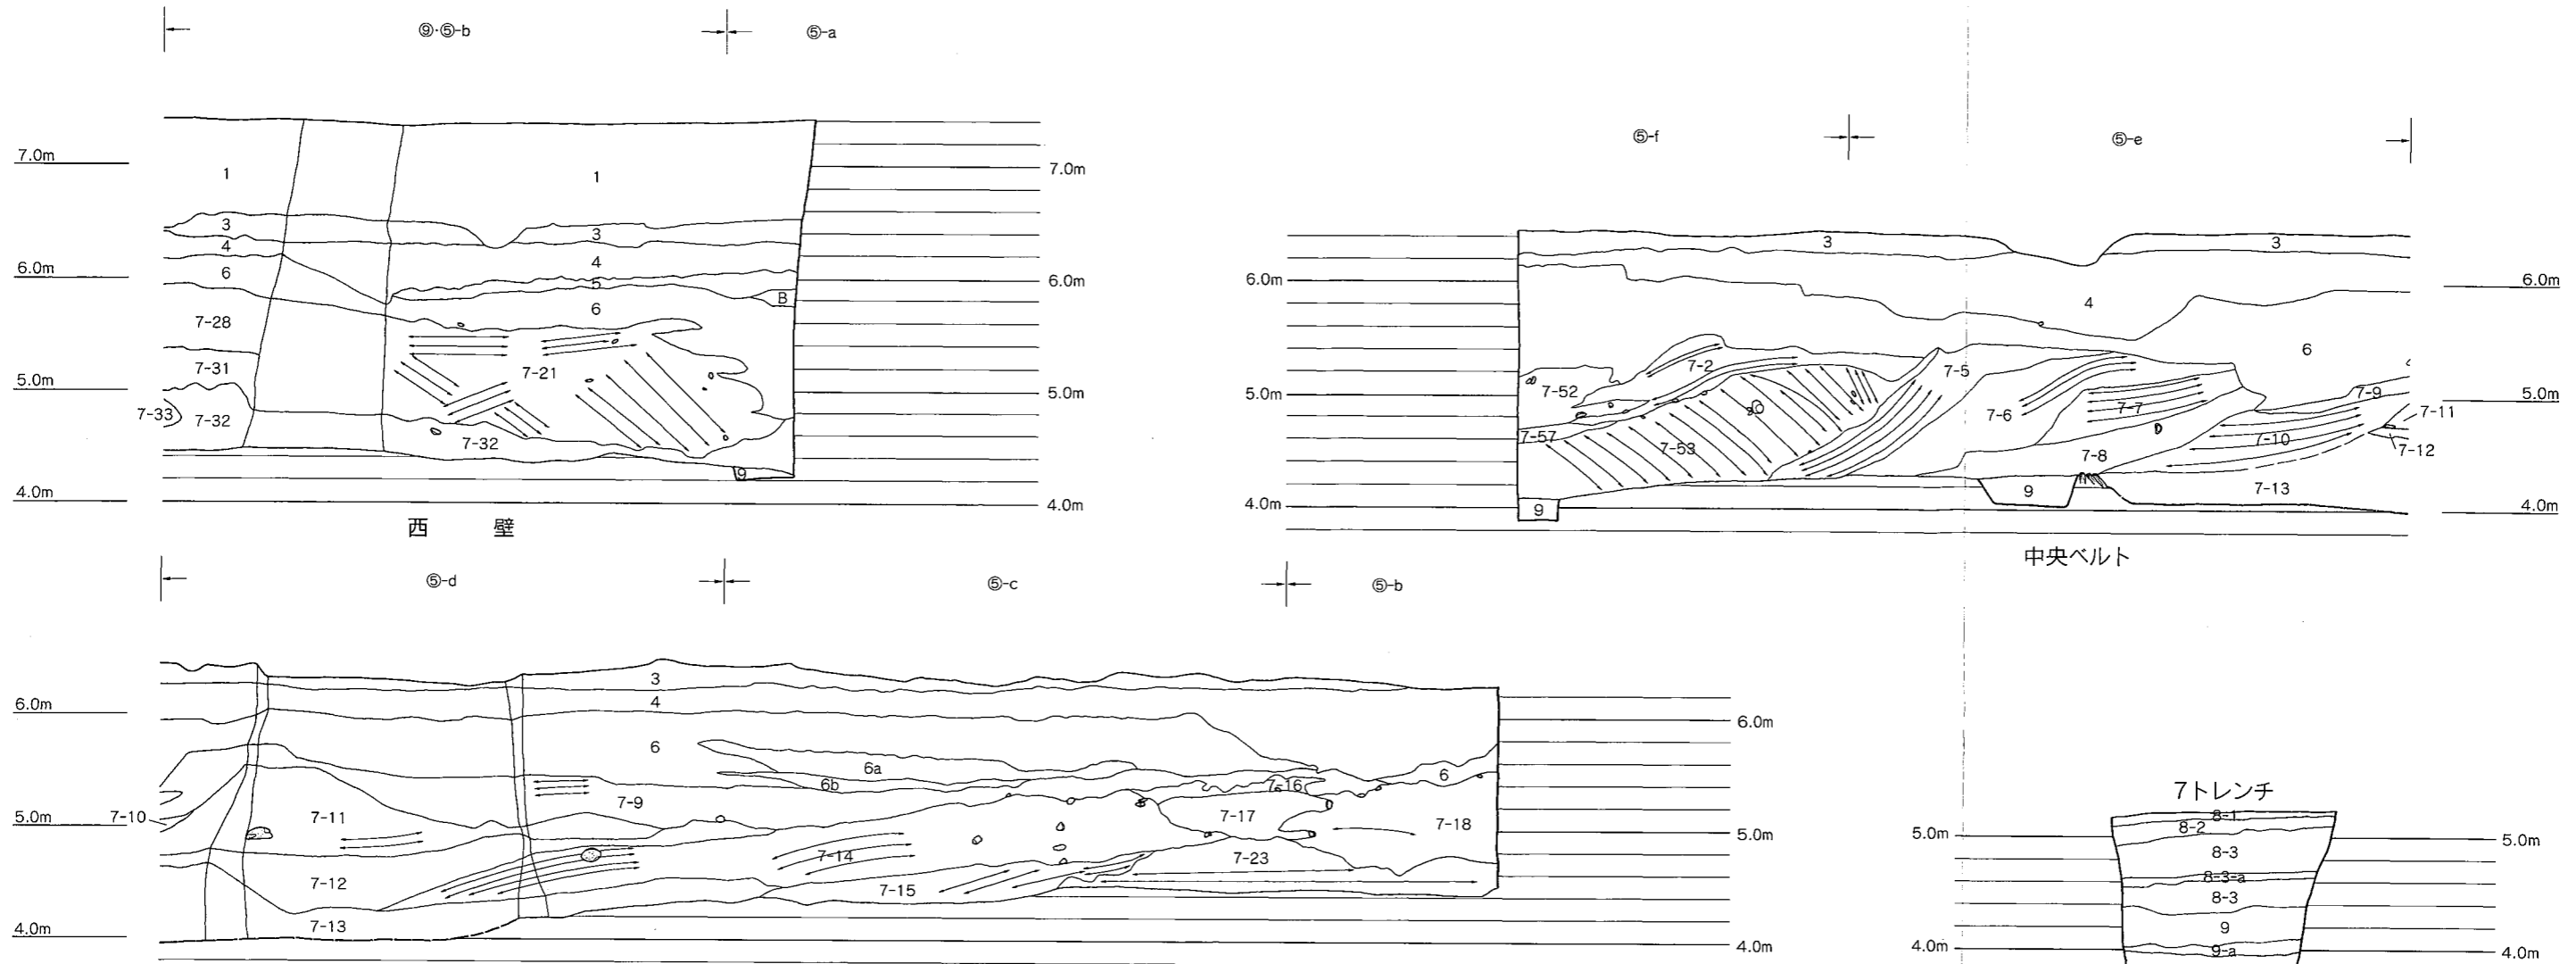 ⑨·⑤-b
⑤-a
7.0m
7.0m
1
1
3
3
4
4
5
6
6
B
6.0m
6.0m
7-28
7-31
7-21
5.0m
5.0m
7-33
7-32
7-32
9
4.0m
4.0m
西 壁
⑤-f
⑤-e
3
3
6.0m
6.0m
4
6
7-2
7-5
7-52
5.0m
5.0m
7-6
7-7
7-9
7-11
7-57
7-53
7-10
7-12
7-8
9
9
7-13
4.0m
4.0m
中央ベルト
⑤-d
⑤-c
⑤-b
3
4
6.0m
6.0m
6
6a
6b
6
7-16
7-9
7-10
7-11
7-17
7-18
5.0m
5.0m
7-14
7-23
7-12
7-15
7-13
4.0m
4.0m
7トレンチ
8-1
8-2
5.0m
5.0m
8-3
8-3-a
8-3
9
9-a
4.0m
4.0m